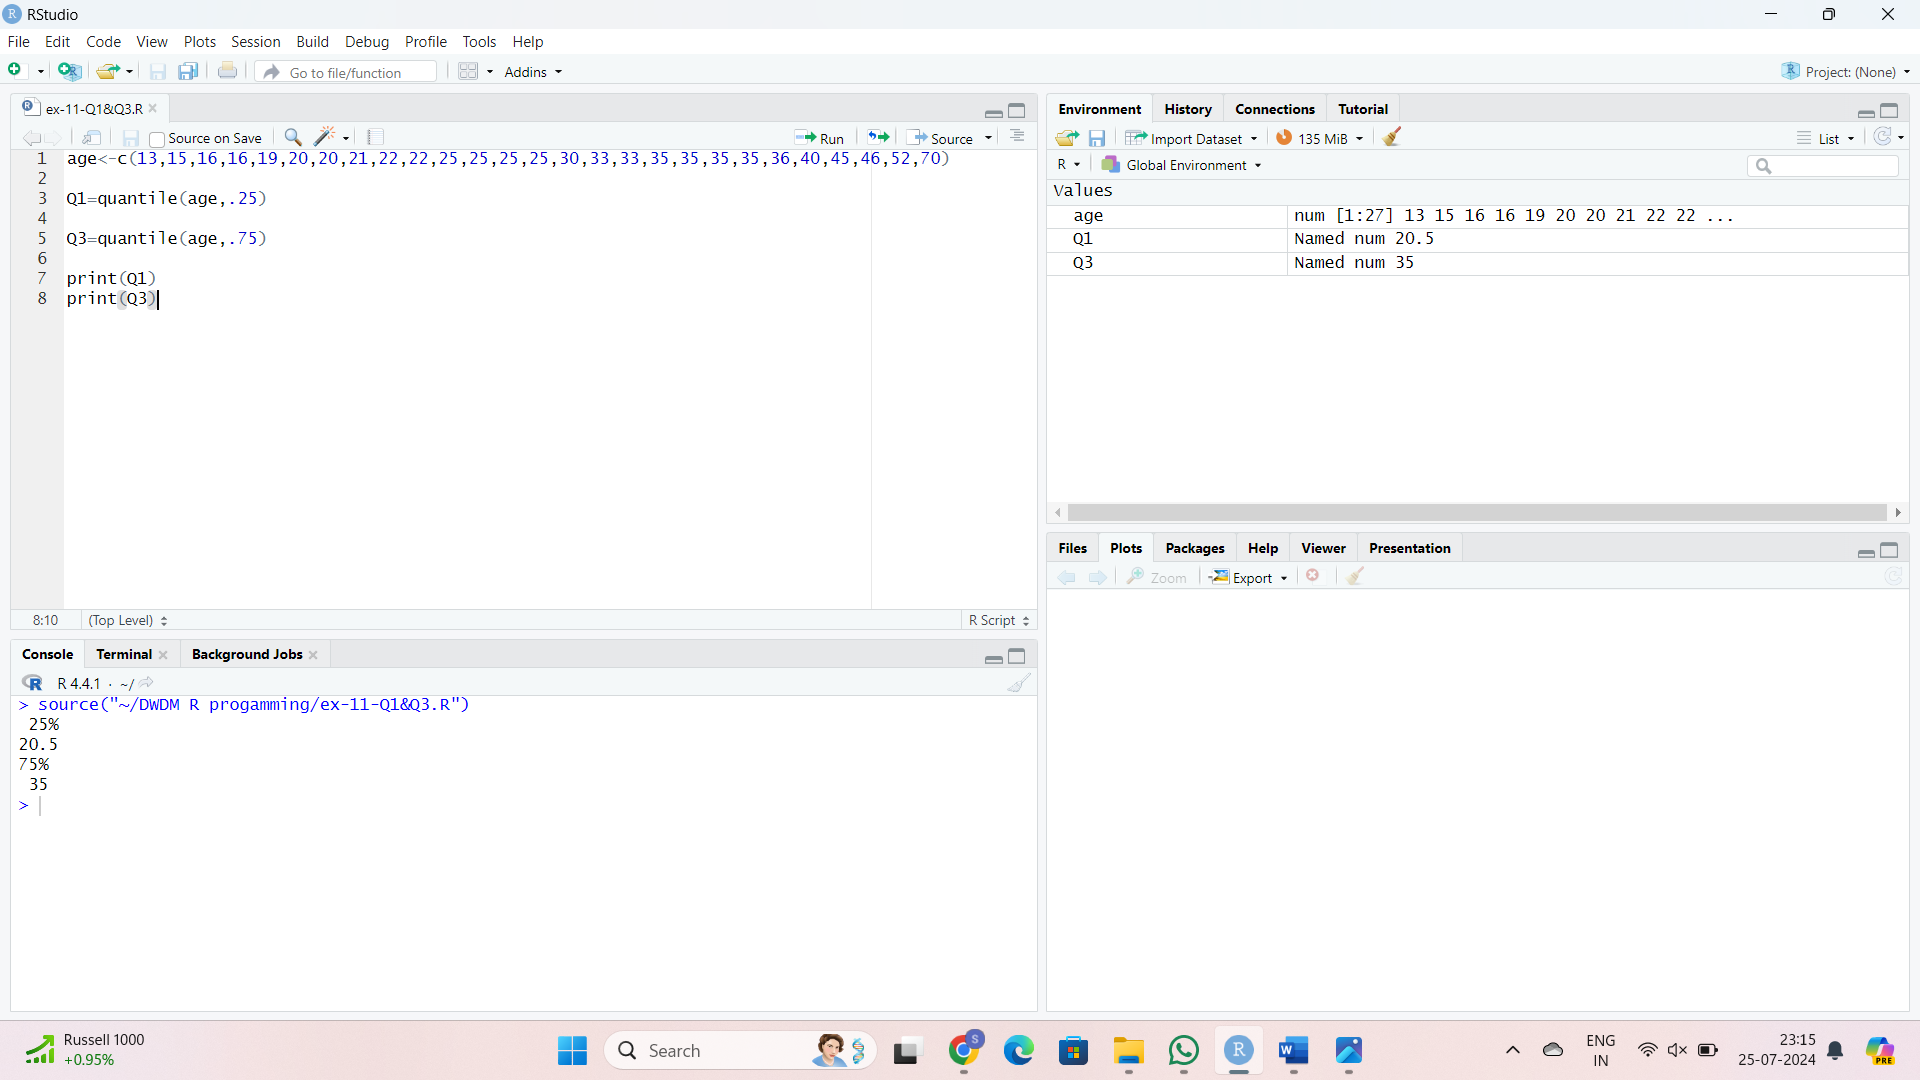 RStudio
File Edit Code View Plots Session Build Debug Profile Tools Help
Go to file/function Addins Project: (None)
ex-11-Q1&Q3.R
Source on Save Run Source
1 age<-c(13,15,16,16,19,20,20,21,22,22,25,25,25,25,30,33,33,35,35,35,35,36,40,45,46,52,70)
2
3 Q1=quantile(age,.25)
4
5 Q3=quantile(age,.75)
6
7 print(Q1)
8 print(Q3)
8:10 (Top Level) R Script
Console Terminal Background Jobs
R 4.4.1 · ~/
> source("~/DWDM R progamming/ex-11-Q1&Q3.R")
25%
20.5
75%
35
>
Environment History Connections Tutorial
Import Dataset 135 MiB List
R Global Environment
Values
age num [1:27] 13 15 16 16 19 20 20 21 22 22 ...
Q1 Named num 20.5
Q3 Named num 35
Files Plots Packages Help Viewer Presentation
Zoom Export
Russell 1000
+0.95%
Search
S
ENG
IN
23:15
25-07-2024
PRE